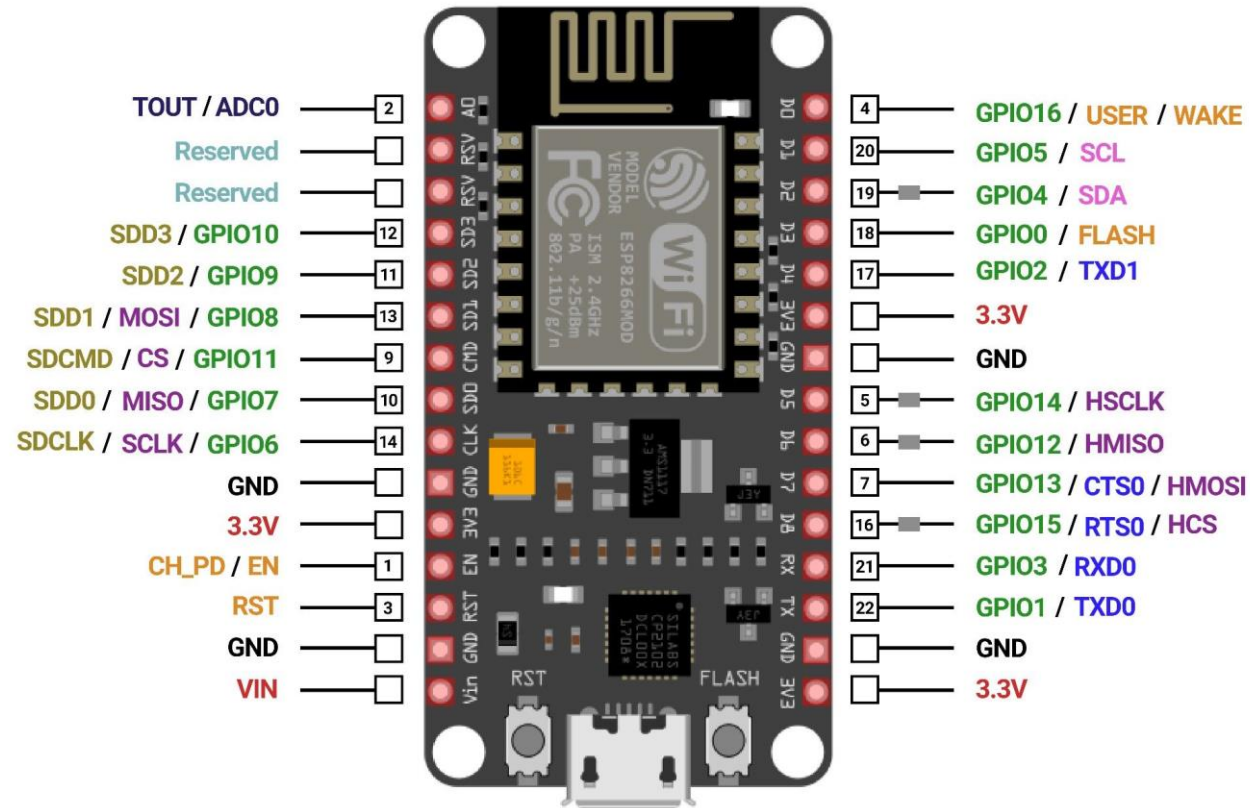 TOUT / ADC0
2
Reserved
Reserved
SDD3 / GPIO10
12
SDD2 / GPIO9
11
SDD1 / MOSI / GPIO8
13
SDCMD / CS / GPIO11
9
SDD0 / MISO / GPIO7
10
SDCLK / SCLK / GPIO6
14
GND
3.3V
CH_PD / EN
1
RST
3
GND
VIN
A0
RSV
RSV
SD3
SD2
SD1
CMD
SD0
CLK
GND
3V3
EN
RST
GND
Vin
MODEL
VENDOR
ESP8266MOD
FC
WiFi
ISM 2.4GHz
PA +25dBm
802.11b/g/n
AMS1117
3.3 DN711
SILABS
CP2102
DCL00X
1706*
J3Y
RST
FLASH
D0
D1
D2
D3
D4
3V3
GND
D5
D6
D7
D8
RX
TX
GND
3V3
4
GPIO16 / USER / WAKE
20
GPIO5 / SCL
19
GPIO4 / SDA
18
GPIO0 / FLASH
17
GPIO2 / TXD1
3.3V
GND
5
GPIO14 / HSCLK
6
GPIO12 / HMISO
7
GPIO13 / CTS0 / HMOSI
16
GPIO15 / RTS0 / HCS
21
GPIO3 / RXD0
22
GPIO1 / TXD0
GND
3.3V